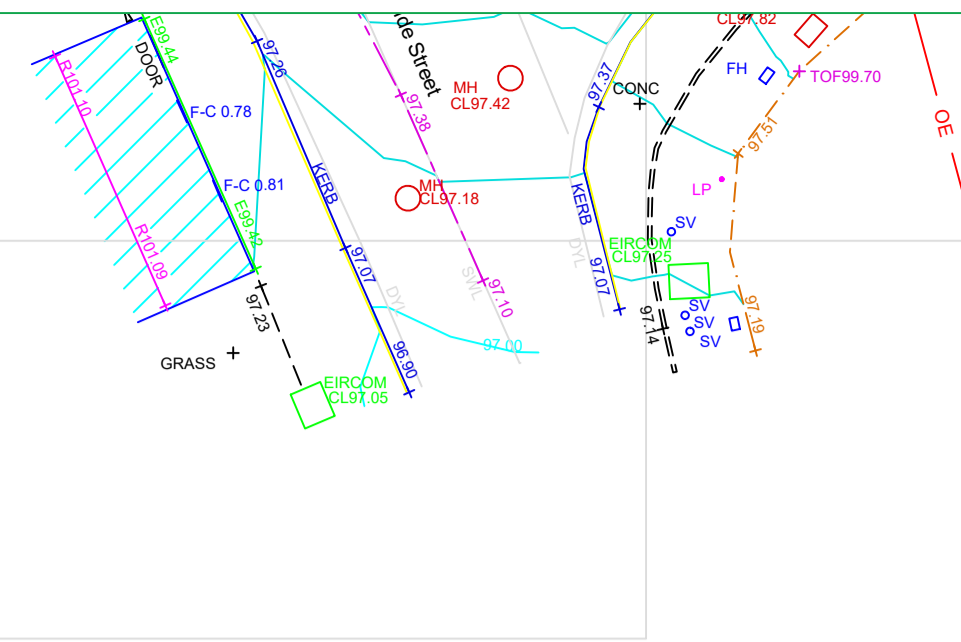 CL97.82
E99.44
DOOR
97.26
de Street
R101.10
F-C 0.78
MH
CL97.42
97.38
97.37
CONC
FH
TOF99.70
97.51
OE
F-C 0.81
KERB
MH
CL97.18
KERB
LP
SV
E99.42
R101.09
97.07
DYL
EIRCOM
CL97.25
97.07
97.23
DYL
SWL
97.10
SV
SV
SV
97.14
97.19
GRASS
96.90
97.00
EIRCOM
CL97.05